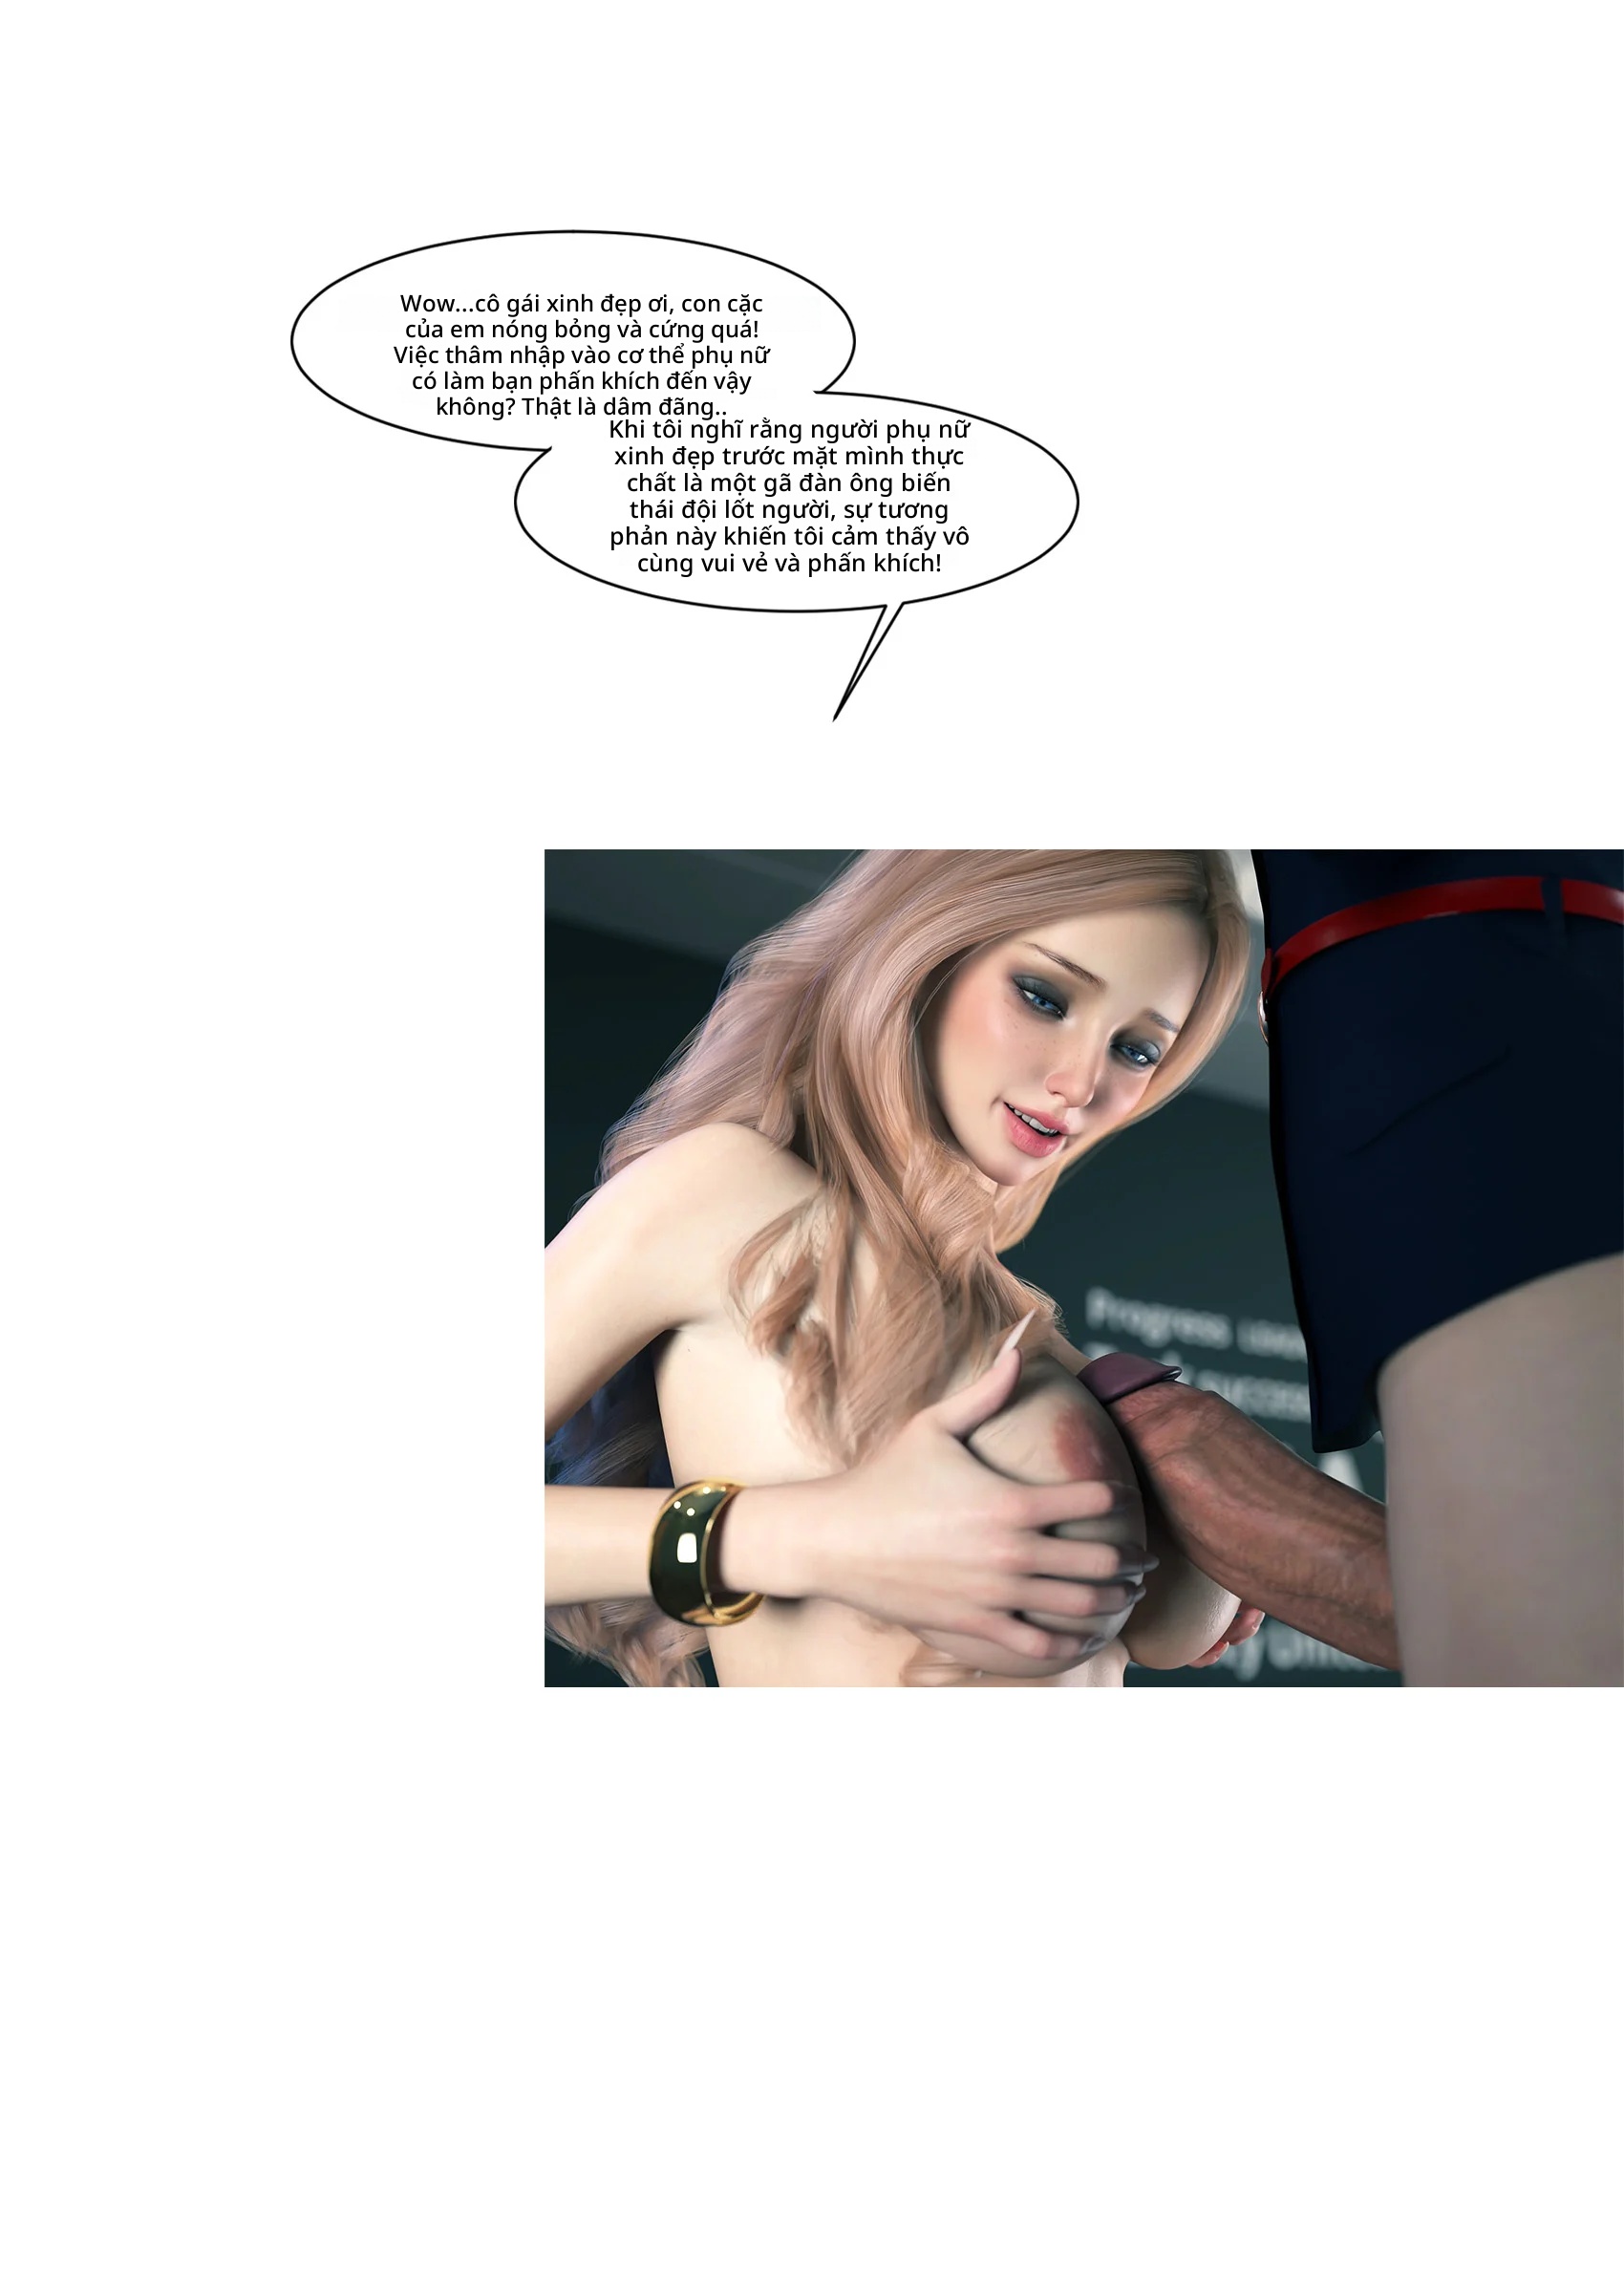 Wow...cô gái xinh đẹp ơi, con cặc
của em nóng bỏng và cứng quá!
Việc thâm nhập vào cơ thể phụ nữ
có làm bạn phấn khích đến vậy
không? Thật là dâm đãng..
Khi tôi nghĩ rằng người phụ nữ
xinh đẹp trước mặt mình thực
chất là một gã đàn ông biến
thái đội lốt người, sự tương
phản này khiến tôi cảm thấy vô
cùng vui vẻ và phấn khích!
Progress